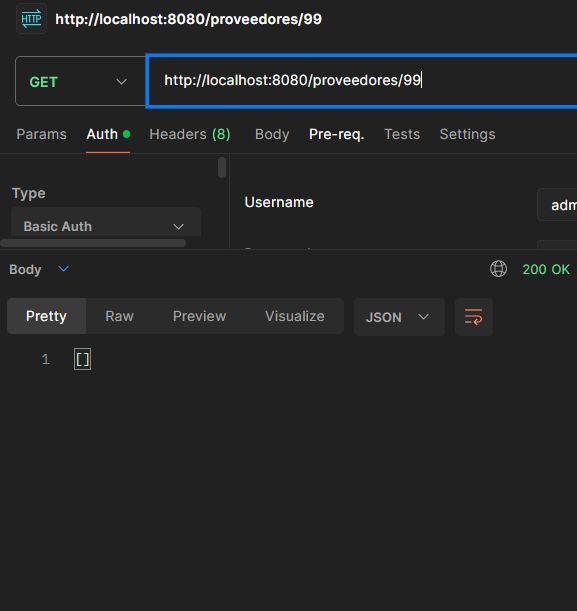 HTTP http://localhost:8080/proveedores/99
GET http://localhost:8080/proveedores/99
Params Auth Headers (8) Body Pre-req. Tests Settings
Type
Basic Auth
Username adm
Body 200 OK
Pretty Raw Preview Visualize JSON
1 []